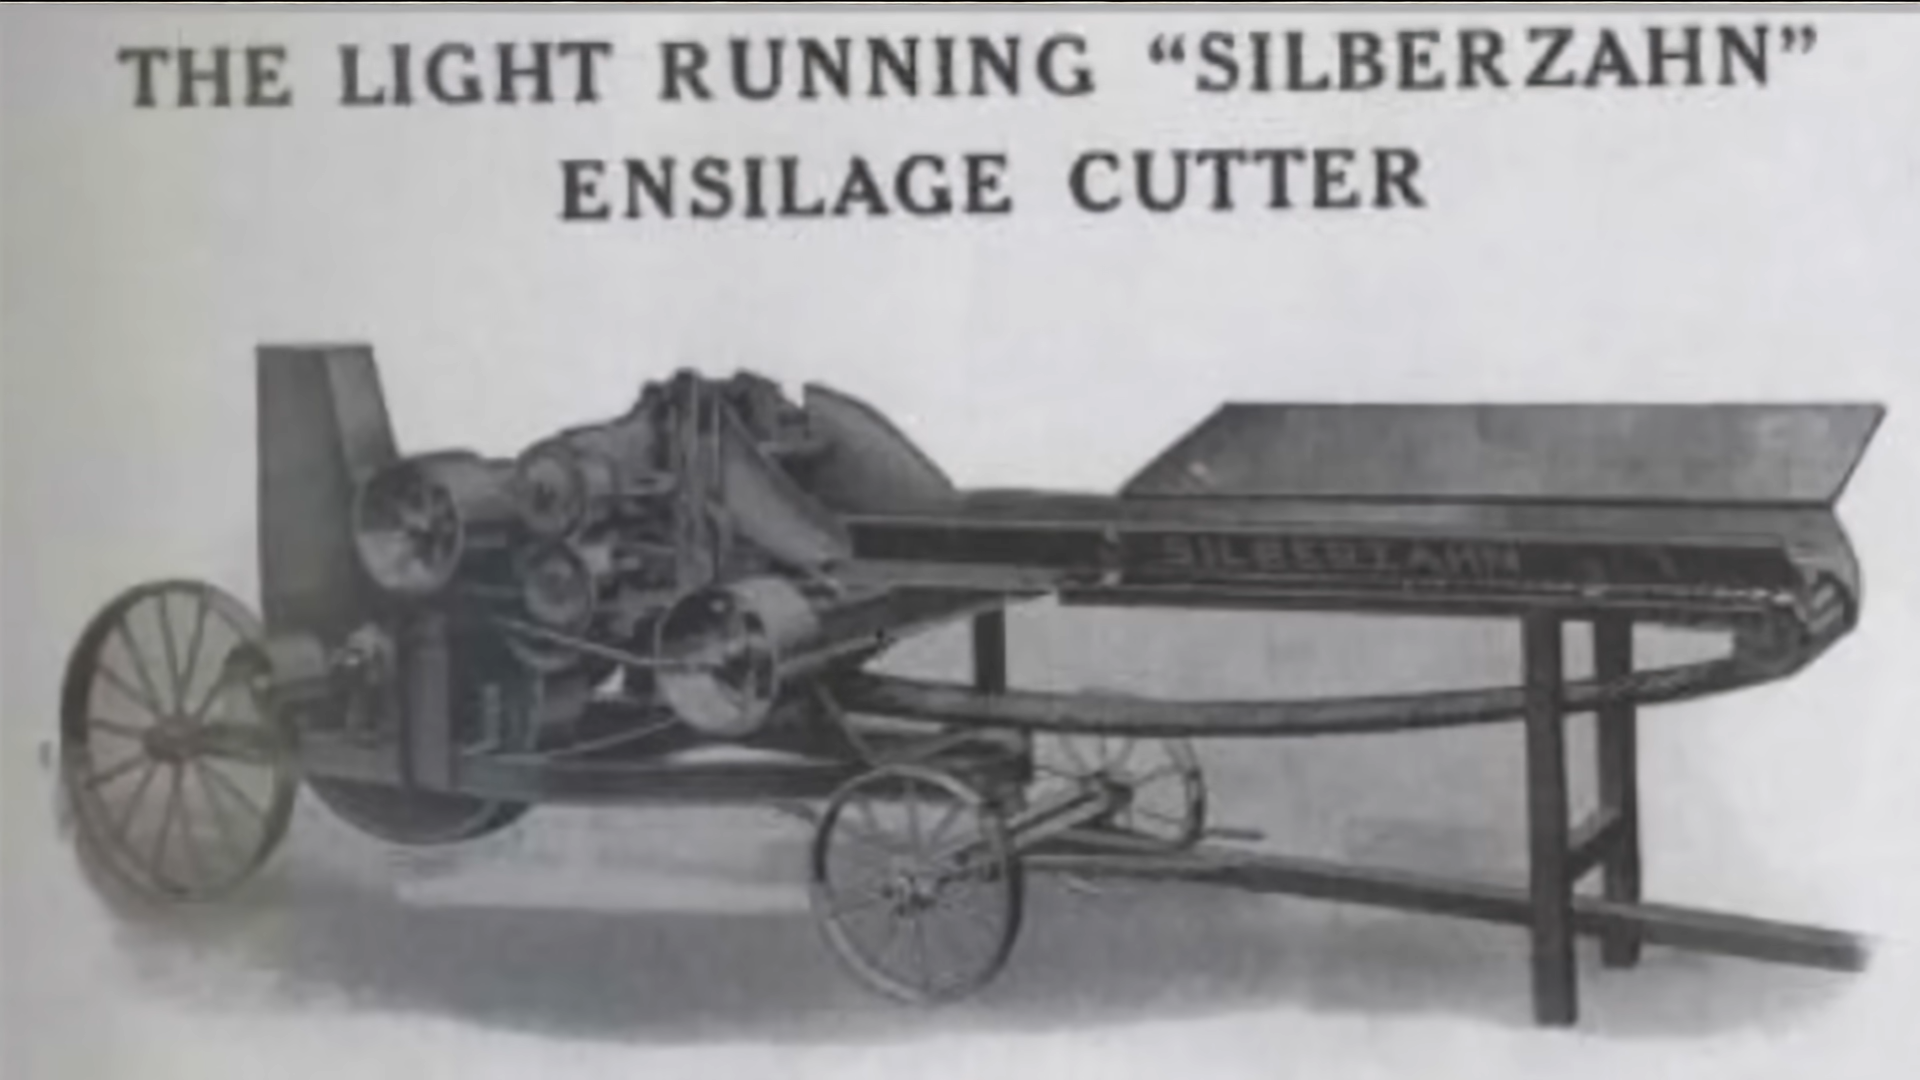 THE LIGHT RUNNING “SILBERZAHN”
ENSILAGE CUTTER
SILBERZAHN